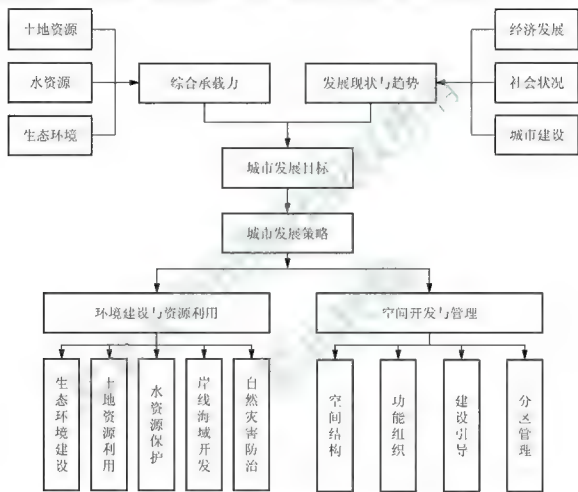 土地资源
经济发展
水资源
综合承载力
发展现状与趋势
社会状况
生态环境
城市建设
城市发展目标
城市发展策略
环境建设与资源利用
空间开发与管理
生态环境建设
土地资源利用
水资源保护
岸线海域开发
自然灾害防治
空间结构
功能组织
建设引导
分区管理